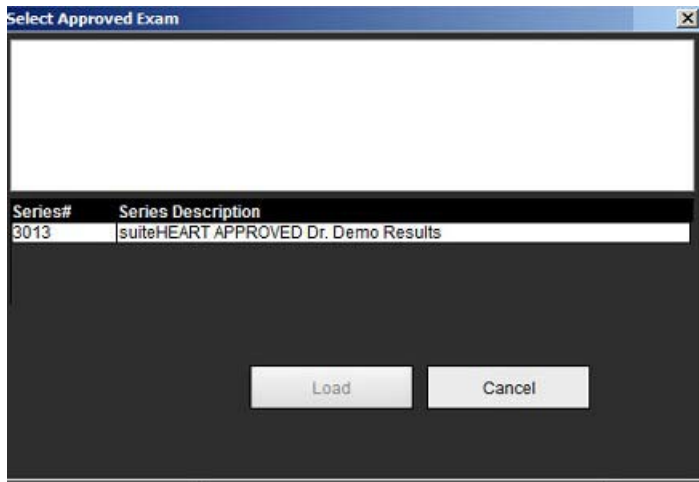 Select Approved Exam
Series# Series Description
3013 suiteHEART APPROVED Dr. Demo Results
Load Cancel